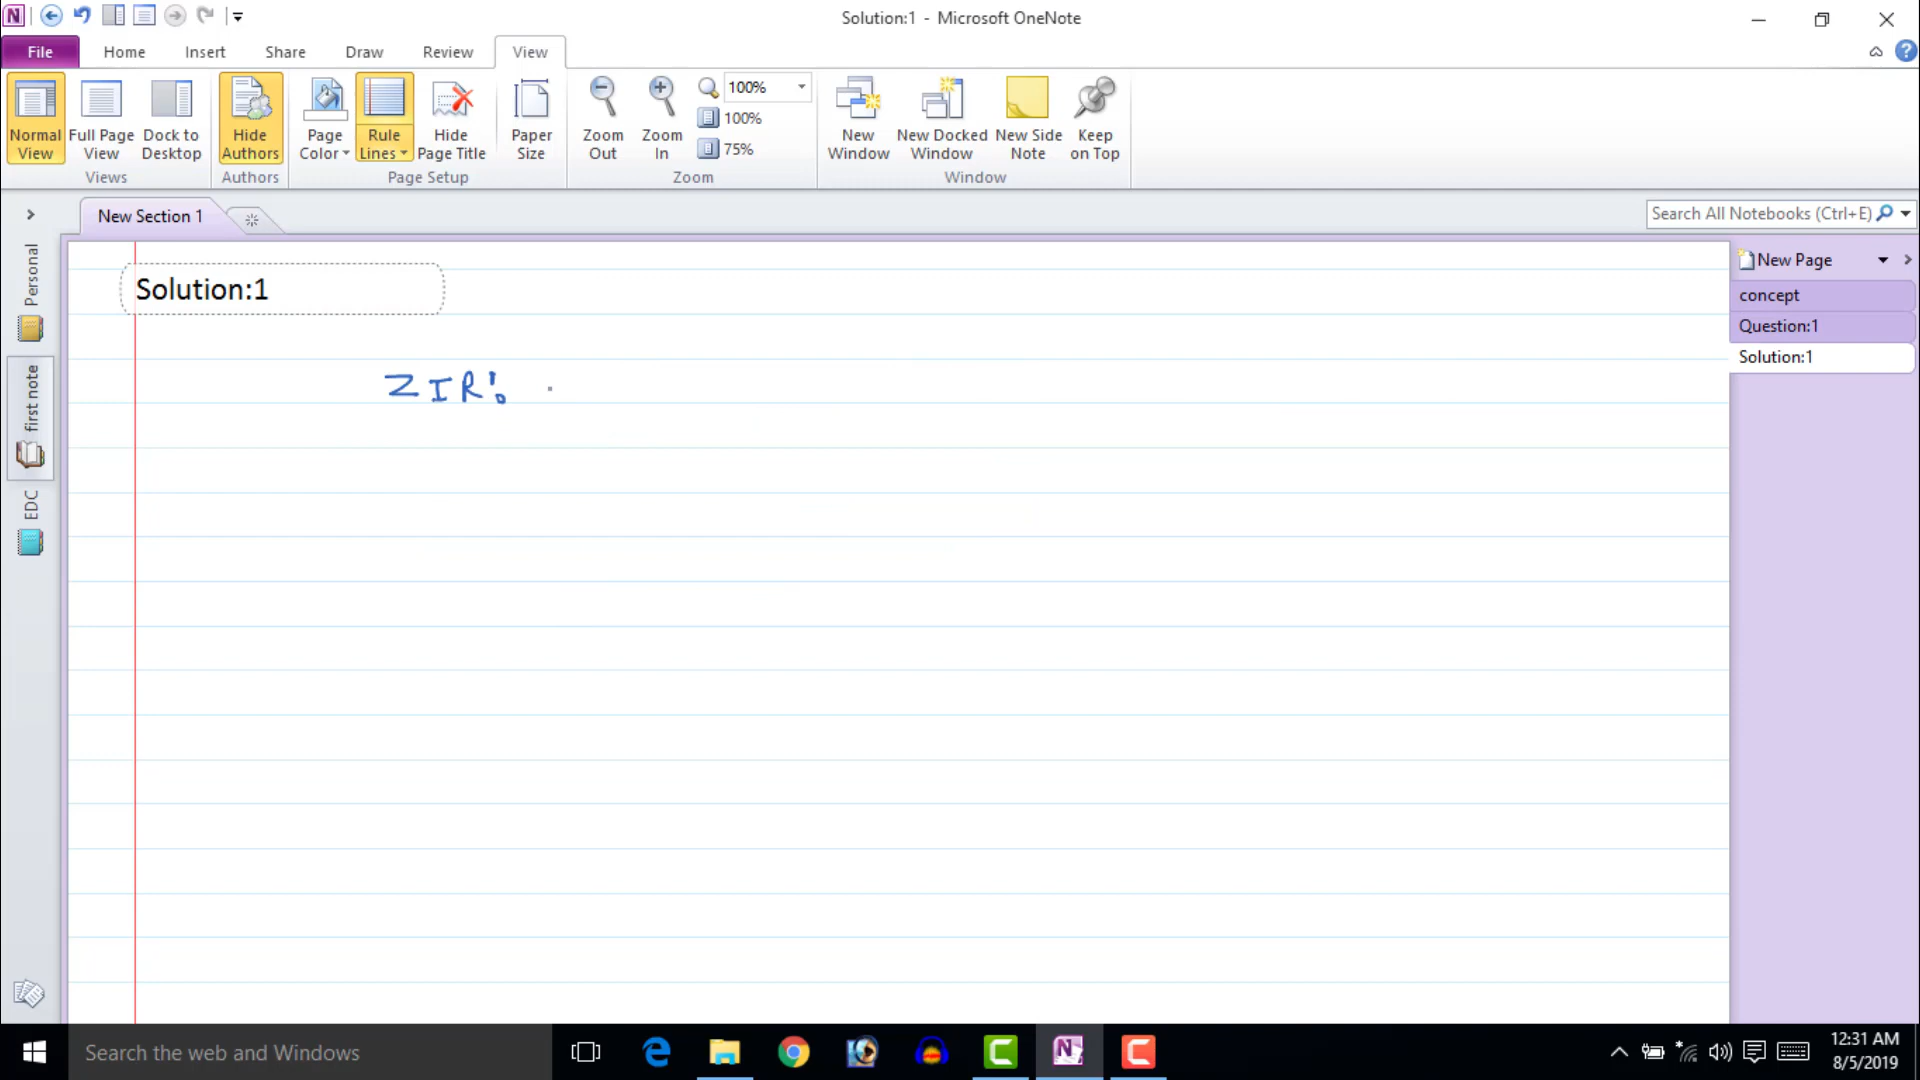 Solution:1 - Microsoft OneNote
File Home Insert Share Draw Review View
Normal View
Full Page View
Dock to Desktop
Hide Authors
Page Color
Rule Lines
Hide Page Title
Paper Size
Zoom Out
Zoom In
100%
100%
75%
New Window
New Docked Window
New Side Note
Keep on Top
Views Authors Page Setup Zoom Window
New Section 1
Search All Notebooks (Ctrl+E)
Personal
first note
EDC
Solution:1
ZIR:
New Page
concept
Question:1
Solution:1
Search the web and Windows
12:31 AM
8/5/2019